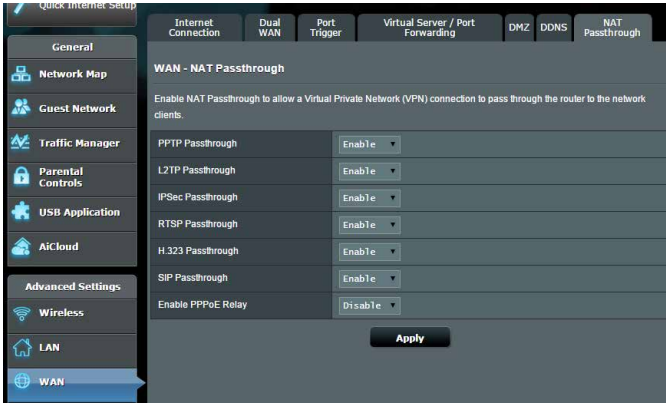 Quick Internet Setup
General
Network Map
Guest Network
Traffic Manager
Parental
Controls
USB Application
AiCloud
Advanced Settings
Wireless
LAN
WAN
Internet
Connection
Dual
WAN
Port
Trigger
Virtual Server / Port
Forwarding
DMZ
DDNS
NAT
Passthrough
WAN - NAT Passthrough
Enable NAT Passthrough to allow a Virtual Private Network (VPN) connection to pass through the router to the network
clients.
PPTP Passthrough Enable
L2TP Passthrough Enable
IPSec Passthrough Enable
RTSP Passthrough Enable
H.323 Passthrough Enable
SIP Passthrough Enable
Enable PPPoE Relay Disable
Apply